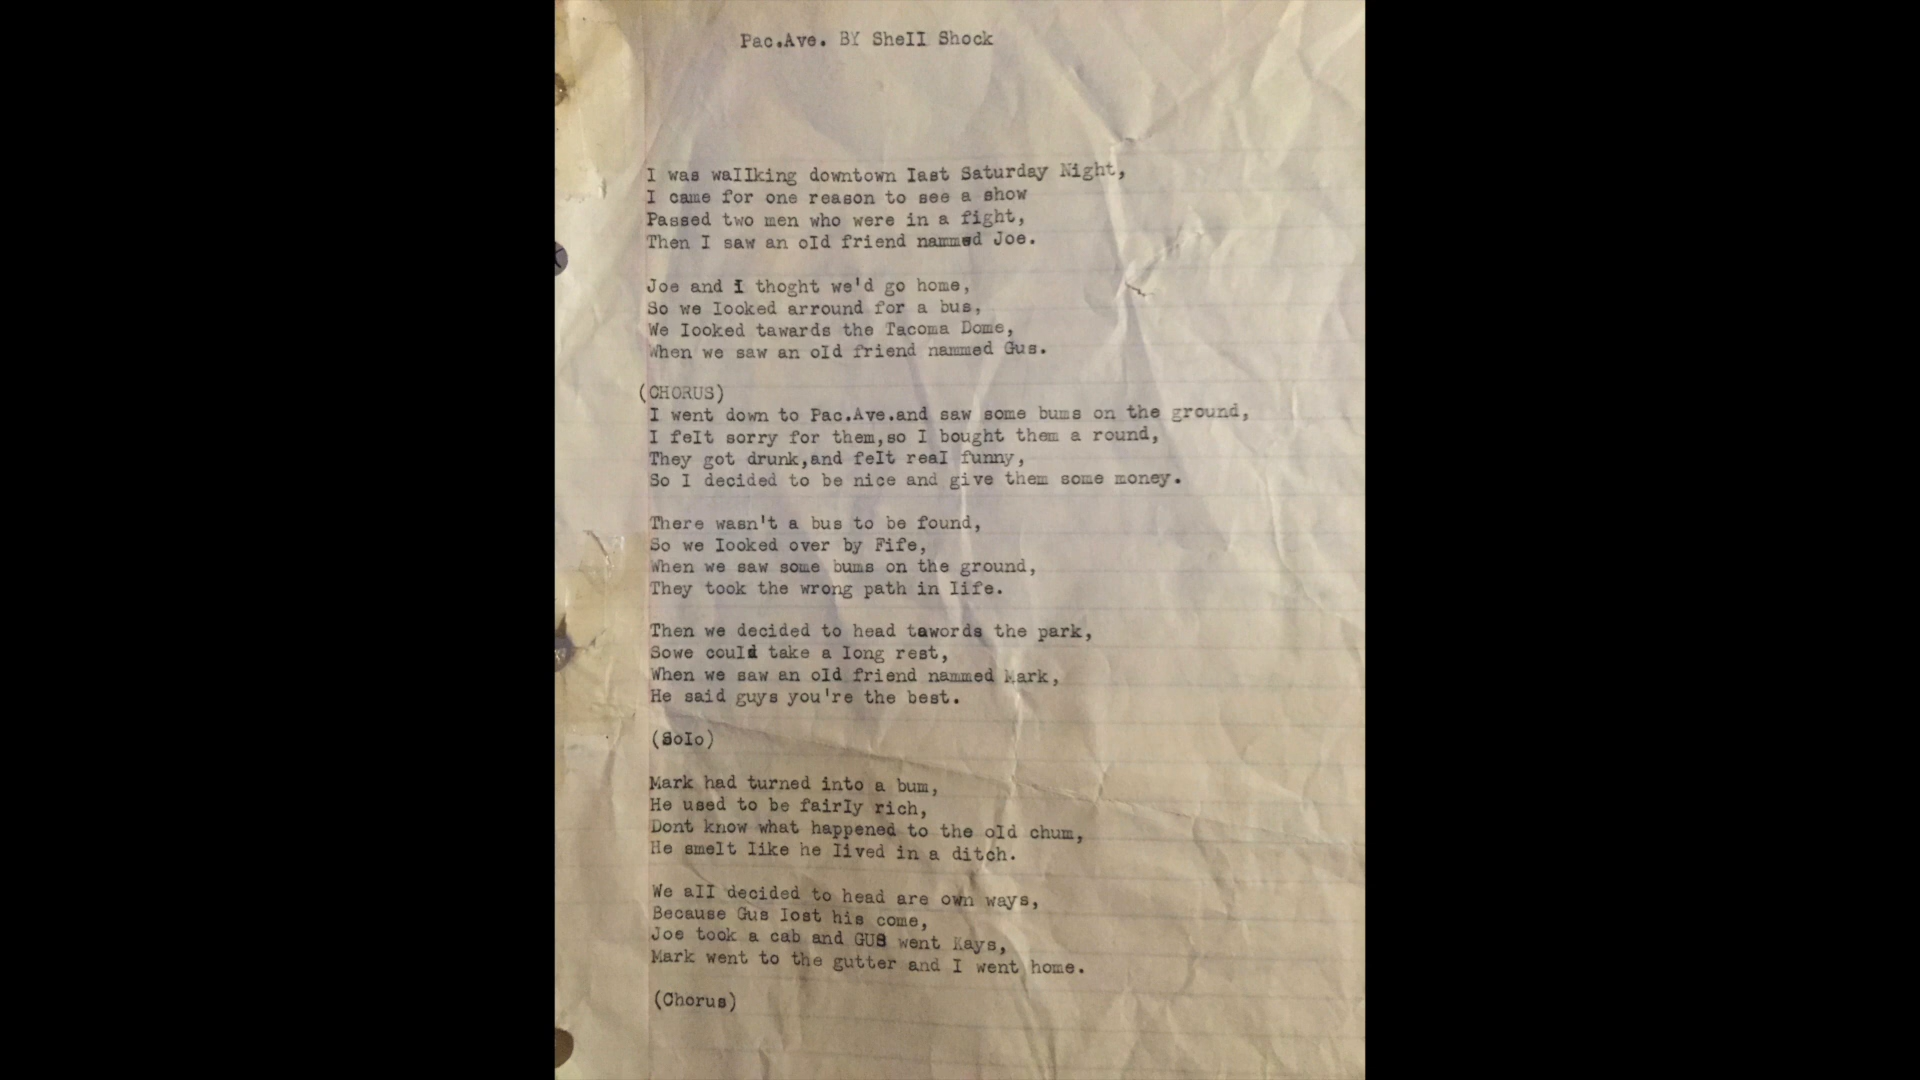 Pac.Ave. BY Shell Shock
I was wallking downtown last Saturday Night,
I came for one reason to see a show
Passed two men who were in a fight,
Then I saw an old friend nammed Joe.
Joe and i thoght we'd go home,
So we looked arround for a bus,
We looked tawards the Tacoma Dome,
When we saw an old friend nammed Gus.
(CHORUS)
I went down to Pac.Ave.and saw some bums on the ground,
I felt sorry for them,so I bought them a round,
They got drunk,and felt real funny,
So I decided to be nice and give them some money.
There wasn't a bus to be found,
So we looked over by Fife,
When we saw some bums on the ground,
They took the wrong path in life.
Then we decided to head tawords the park,
Sowe could take a long rest,
When we saw an old friend nammed Mark,
He said guys you're the best.
(Solo)
Mark had turned into a bum,
He used to be fairly rich,
Dont know what happened to the old chum,
He smelt like he lived in a ditch.
We all decided to head are own ways,
Because Gus lost his come,
Joe took a cab and GUS went Kays,
Mark went to the gutter and I went home.
(Chorus)